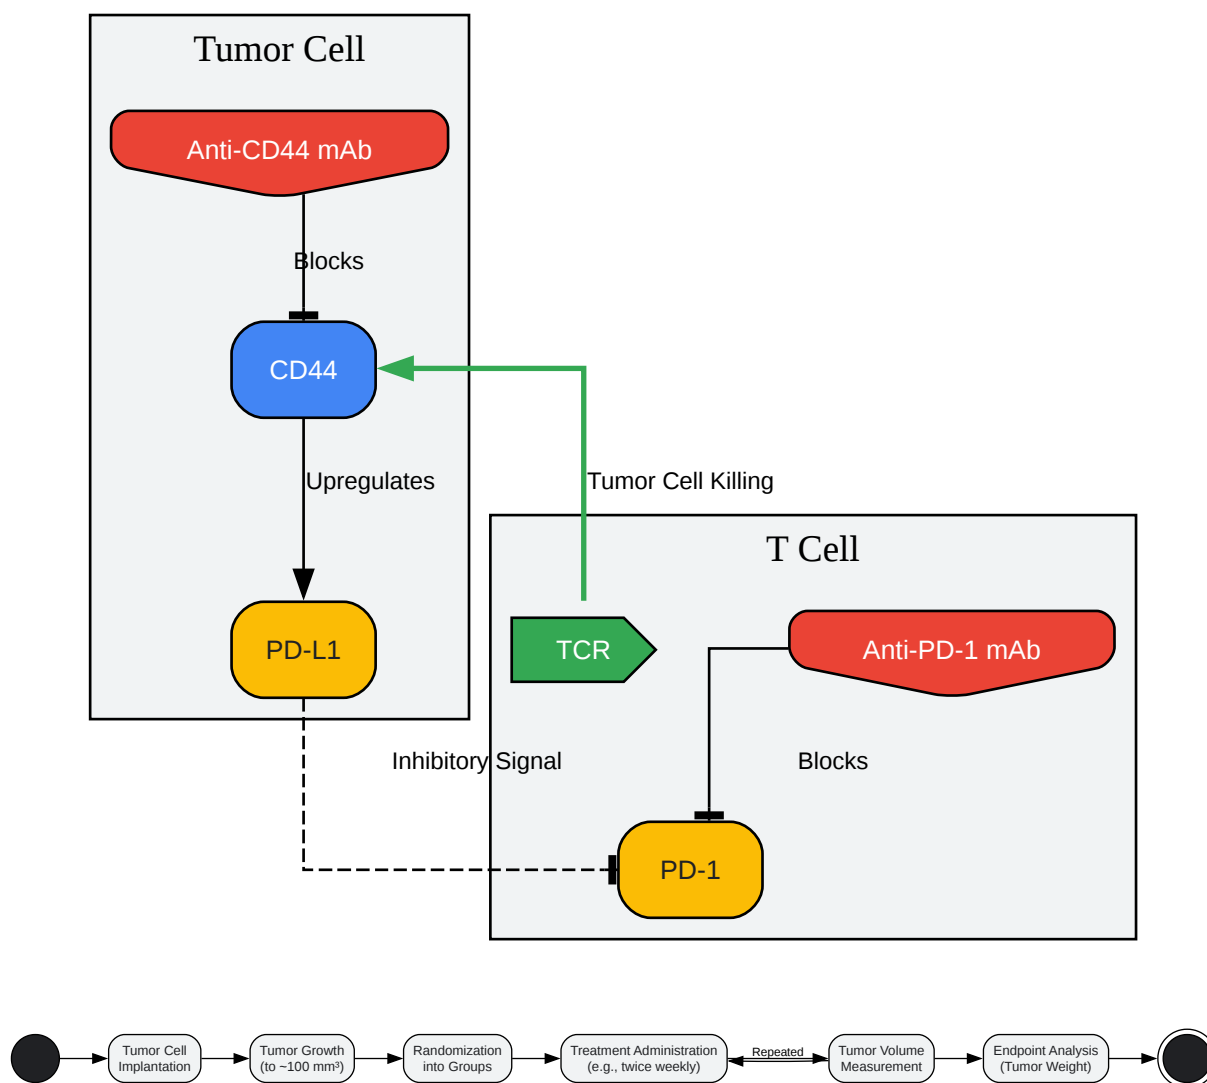 Tumor Cell
Anti-CD44 mAb
Blocks
CD44
Upregulates
Tumor Cell Killing
T Cell
PD-L1
TCR
Anti-PD-1 mAb
Inhibitory Signal
Blocks
PD-1
Tumor Cell
Implantation
Tumor Growth
(to ~100 mm³)
Randomization
into Groups
Treatment Administration
(e.g., twice weekly)
Repeated
Tumor Volume
Measurement
Endpoint Analysis
(Tumor Weight)